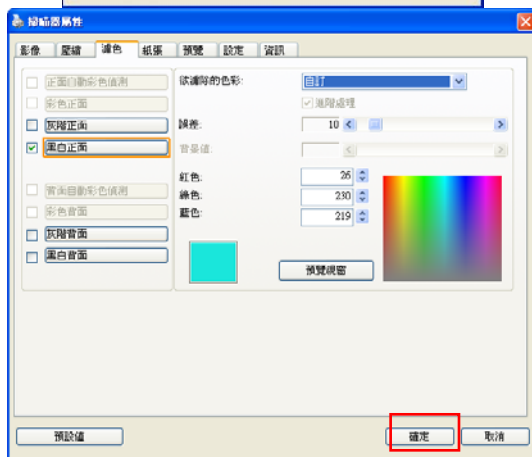 掃瞄器屬性
影像 壓縮 濾色 紙張 預覽 設定 資訊
正面自動彩色偵測
彩色正面
灰階正面
黑白正面
背面自動彩色偵測
彩色背面
灰階背面
黑白背面
欲濾除的色彩: 自訂
進階處理
誤差: 10
背景值:
紅色: 26
綠色: 230
藍色: 219
預覽視窗
預設值 確定 取消